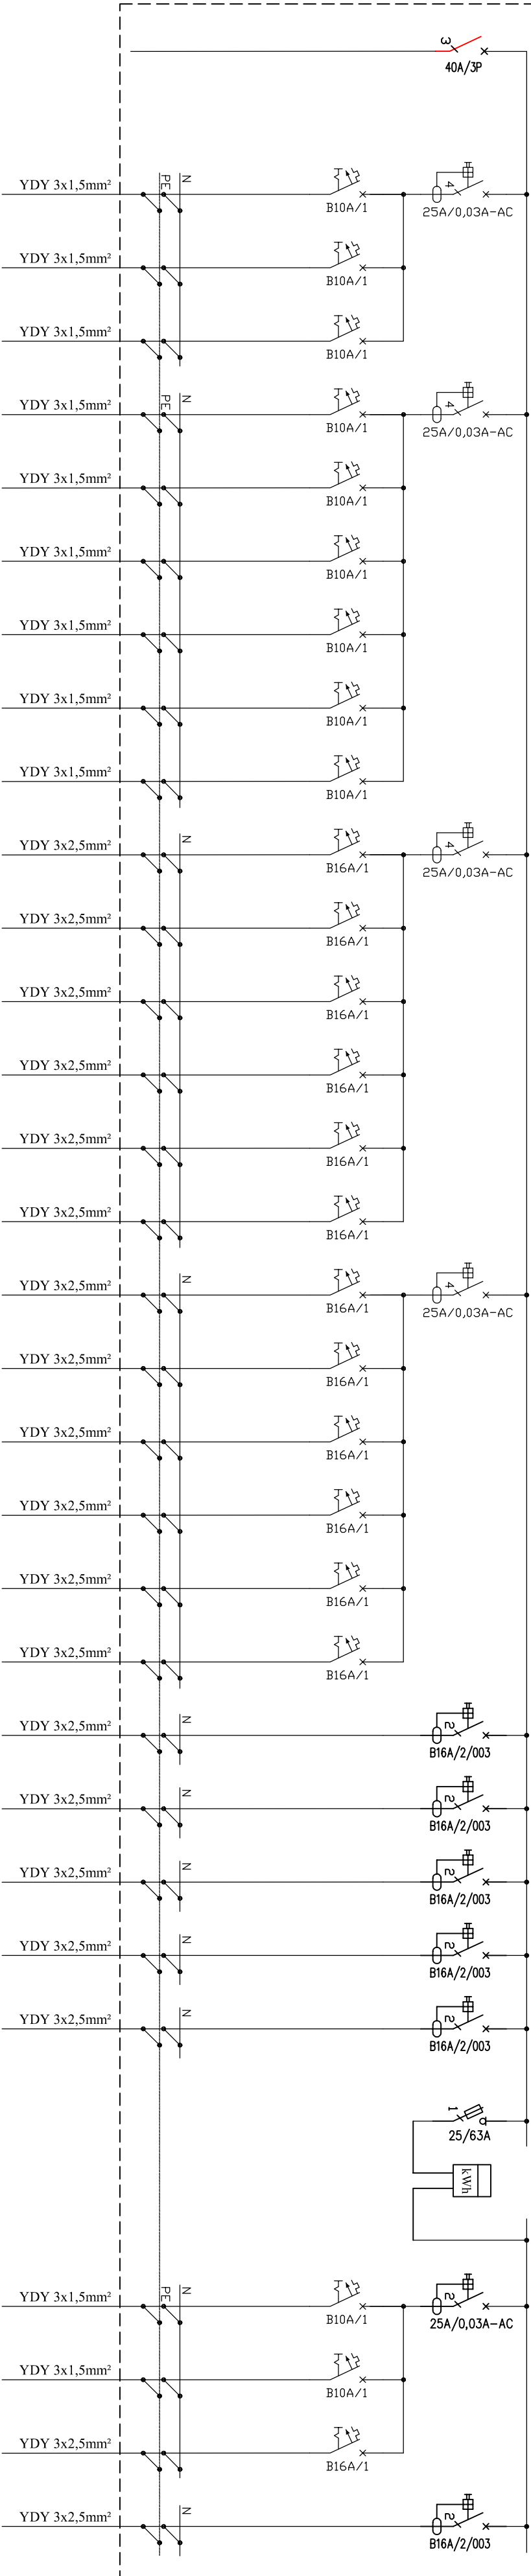 3
40A/3P
PE N
YDY 3x1,5mm² B10A/1 4 25A/0,03A-AC
YDY 3x1,5mm² B10A/1
YDY 3x1,5mm² B10A/1
PE N
YDY 3x1,5mm² B10A/1 4 25A/0,03A-AC
YDY 3x1,5mm² B10A/1
YDY 3x1,5mm² B10A/1
YDY 3x1,5mm² B10A/1
YDY 3x1,5mm² B10A/1
YDY 3x1,5mm² B10A/1
N
YDY 3x2,5mm² B16A/1 4 25A/0,03A-AC
YDY 3x2,5mm² B16A/1
YDY 3x2,5mm² B16A/1
YDY 3x2,5mm² B16A/1
YDY 3x2,5mm² B16A/1
YDY 3x2,5mm² B16A/1
N
YDY 3x2,5mm² B16A/1 4 25A/0,03A-AC
YDY 3x2,5mm² B16A/1
YDY 3x2,5mm² B16A/1
YDY 3x2,5mm² B16A/1
YDY 3x2,5mm² B16A/1
YDY 3x2,5mm² B16A/1
YDY 3x2,5mm² N 2 B16A/2/003
YDY 3x2,5mm² N 2 B16A/2/003
YDY 3x2,5mm² N 2 B16A/2/003
YDY 3x2,5mm² N 2 B16A/2/003
YDY 3x2,5mm² N 2 B16A/2/003
1
25/63A
kWh
PE N
YDY 3x1,5mm² B10A/1 2 25A/0,03A-AC
YDY 3x1,5mm² B10A/1
YDY 3x2,5mm² B16A/1
YDY 3x2,5mm² N 2 B16A/2/003